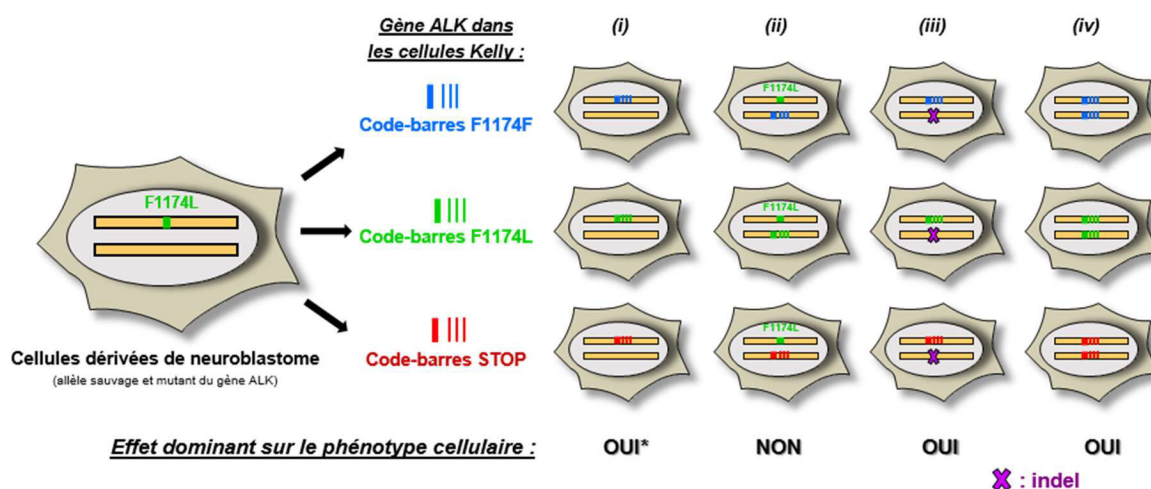 Gène ALK dans
les cellules Kelly :
(i)
(ii)
(iii)
(iv)
F1174L
Code-barres F1174F
F1174L
F1174L
Code-barres F1174L
F1174L
Code-barres STOP
Cellules dérivées de neuroblastome
(allèle sauvage et mutant du gène ALK)
Effet dominant sur le phénotype cellulaire :
OUI*
NON
OUI
OUI
X : indel